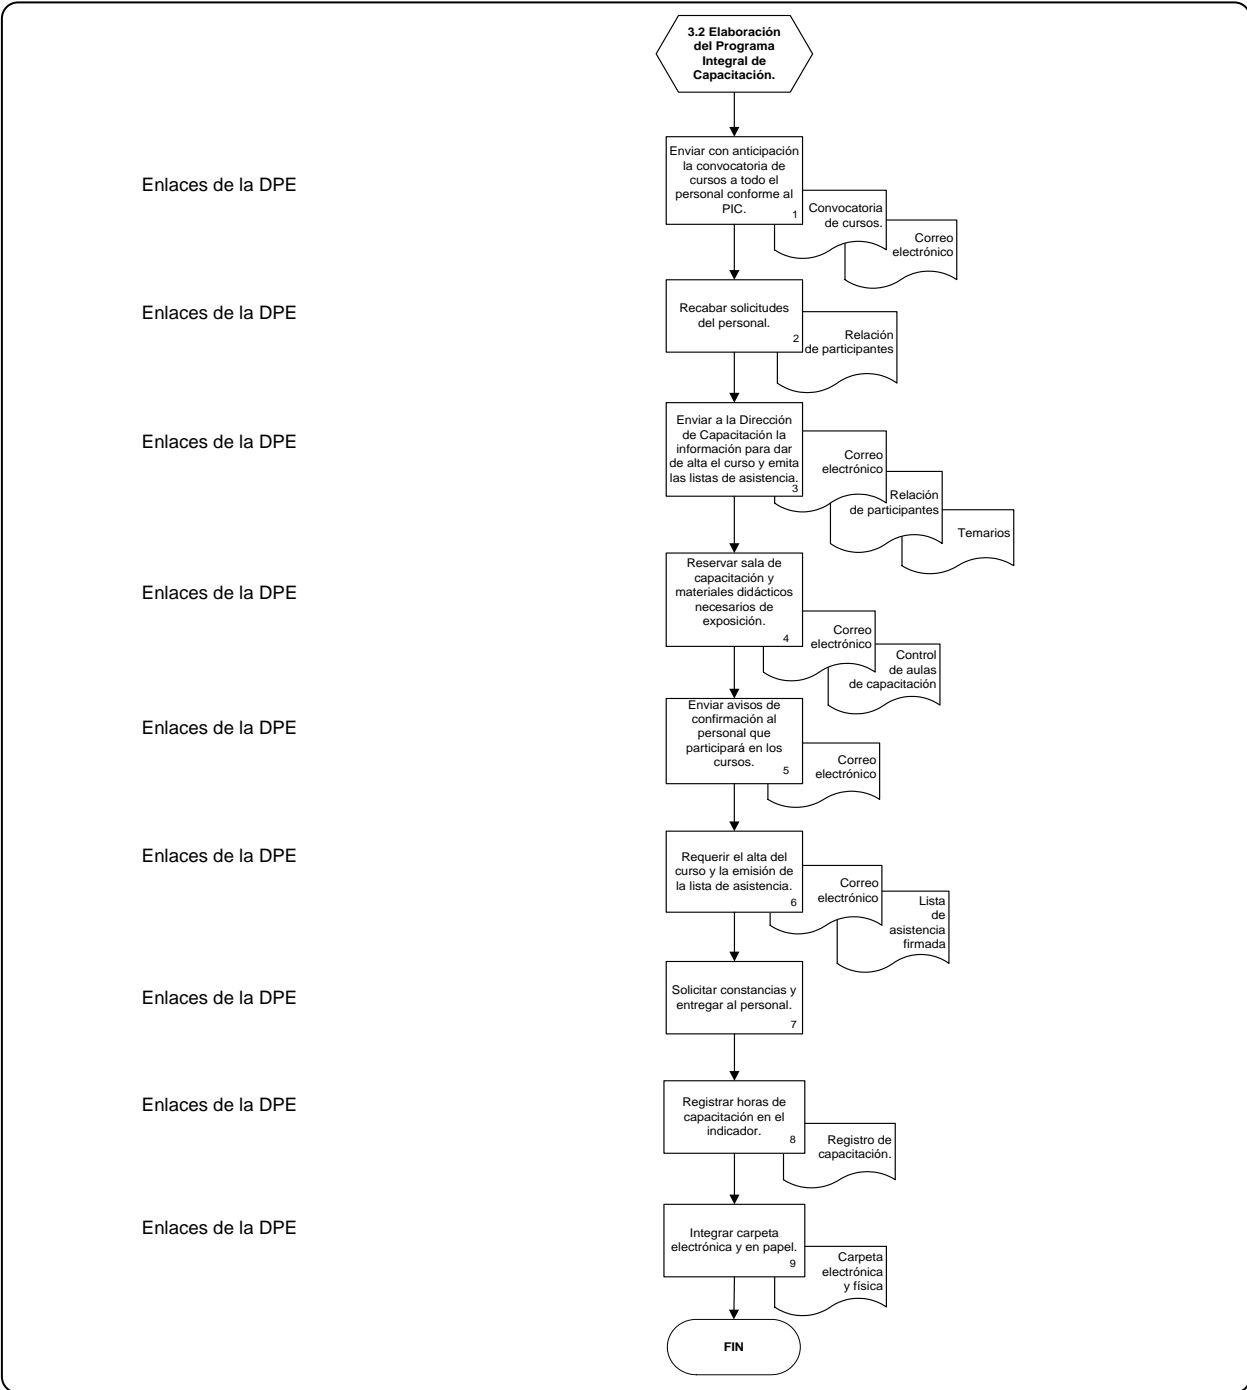 3.2 Elaboración
del Programa
Integral de
Capacitación.
Enlaces de la DPE
Enviar con anticipación
la convocatoria de
cursos a todo el
personal conforme al
PIC.
1
Convocatoria
de cursos.
Correo
electrónico
Enlaces de la DPE
Recabar solicitudes
del personal.
2
Relación
de participantes
Enlaces de la DPE
Enviar a la Dirección
de Capacitación la
información para dar
de alta el curso y emita
las listas de asistencia.
3
Correo
electrónico
Relación
de participantes
Temarios
Enlaces de la DPE
Reservar sala de
capacitación y
materiales didácticos
necesarios de
exposición.
4
Correo
electrónico
Control
de aulas
de capacitación
Enlaces de la DPE
Enviar avisos de
confirmación al
personal que
participará en los
cursos.
5
Correo
electrónico
Enlaces de la DPE
Requerir el alta del
curso y la emisión de
la lista de asistencia.
6
Correo
electrónico
Lista
de
asistencia
firmada
Enlaces de la DPE
Solicitar constancias y
entregar al personal.
7
Enlaces de la DPE
Registrar horas de
capacitación en el
indicador.
8
Registro de
capacitación.
Enlaces de la DPE
Integrar carpeta
electrónica y en papel.
9
Carpeta
electrónica
y física
FIN